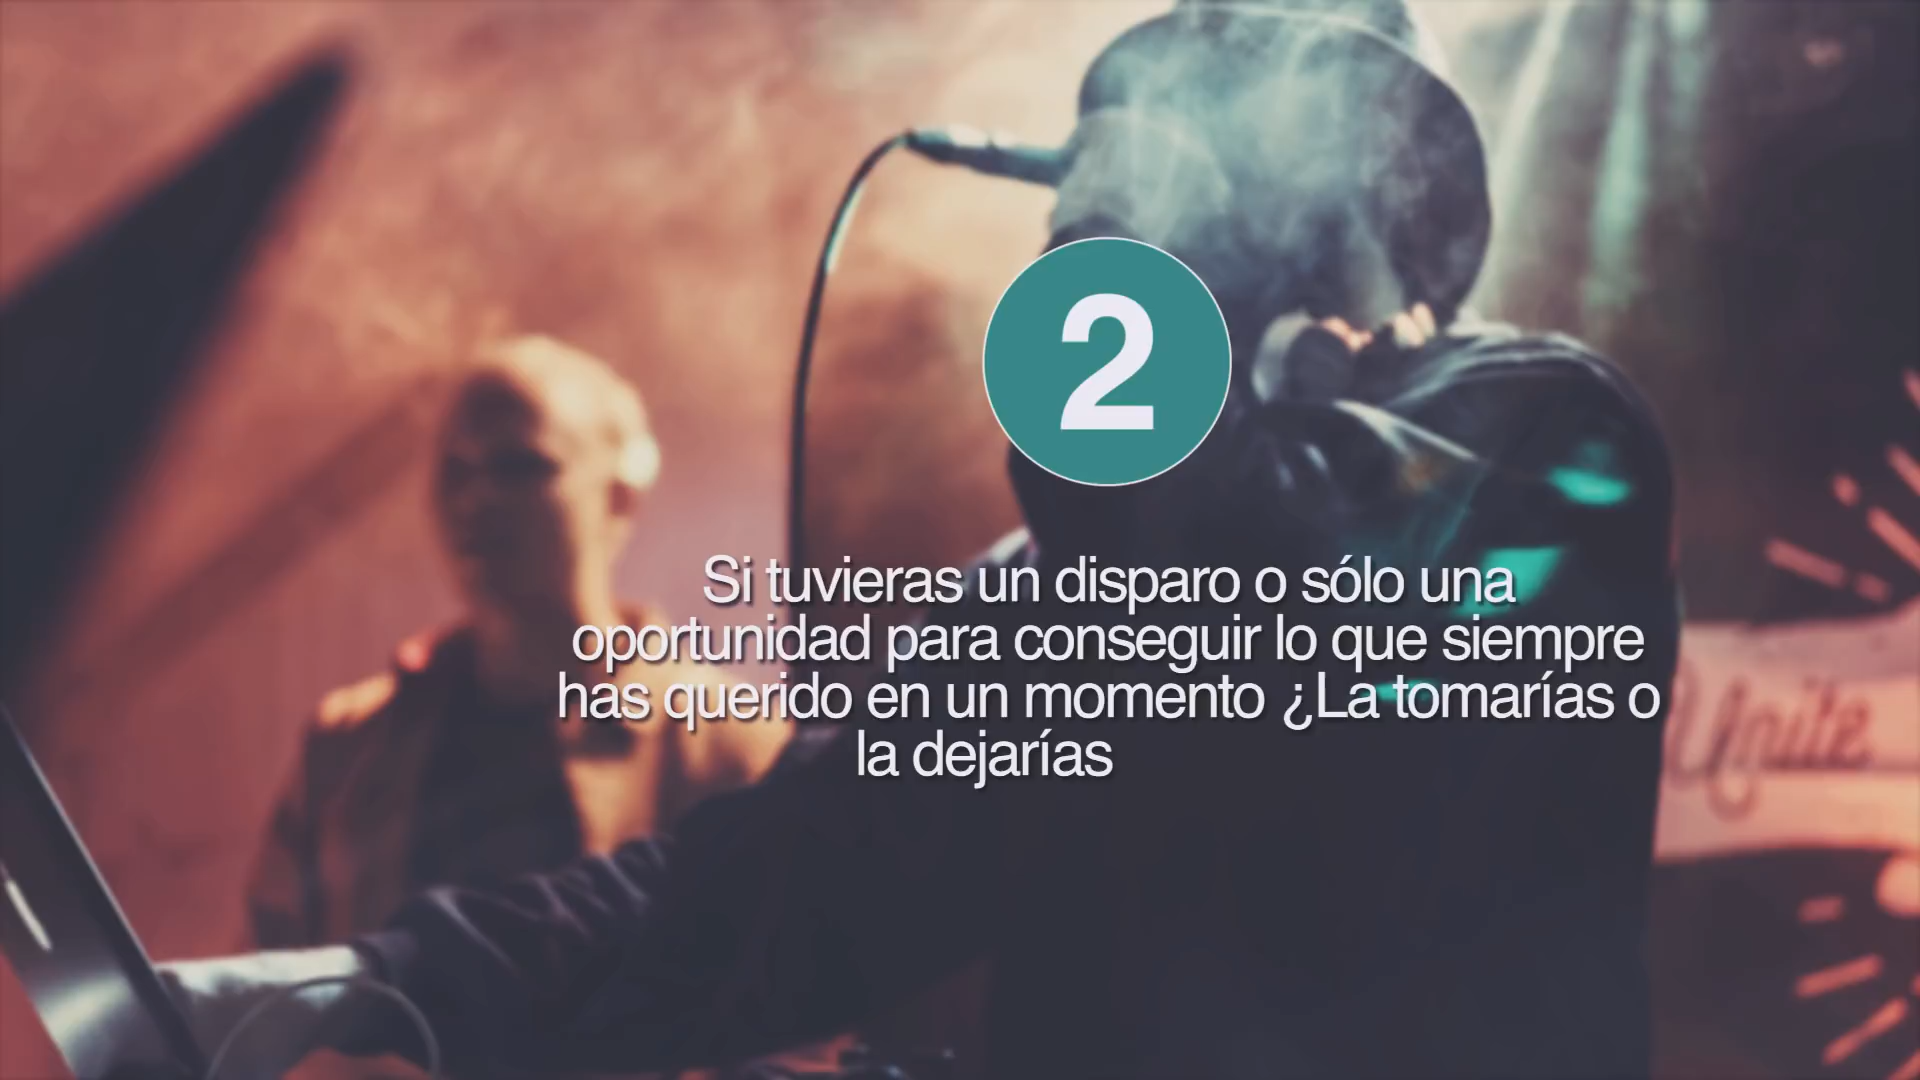 2
Si tuvieras un disparo o sólo una
oportunidad para conseguir lo que siempre
has querido en un momento ¿La tomarías o
la dejarías
Unite